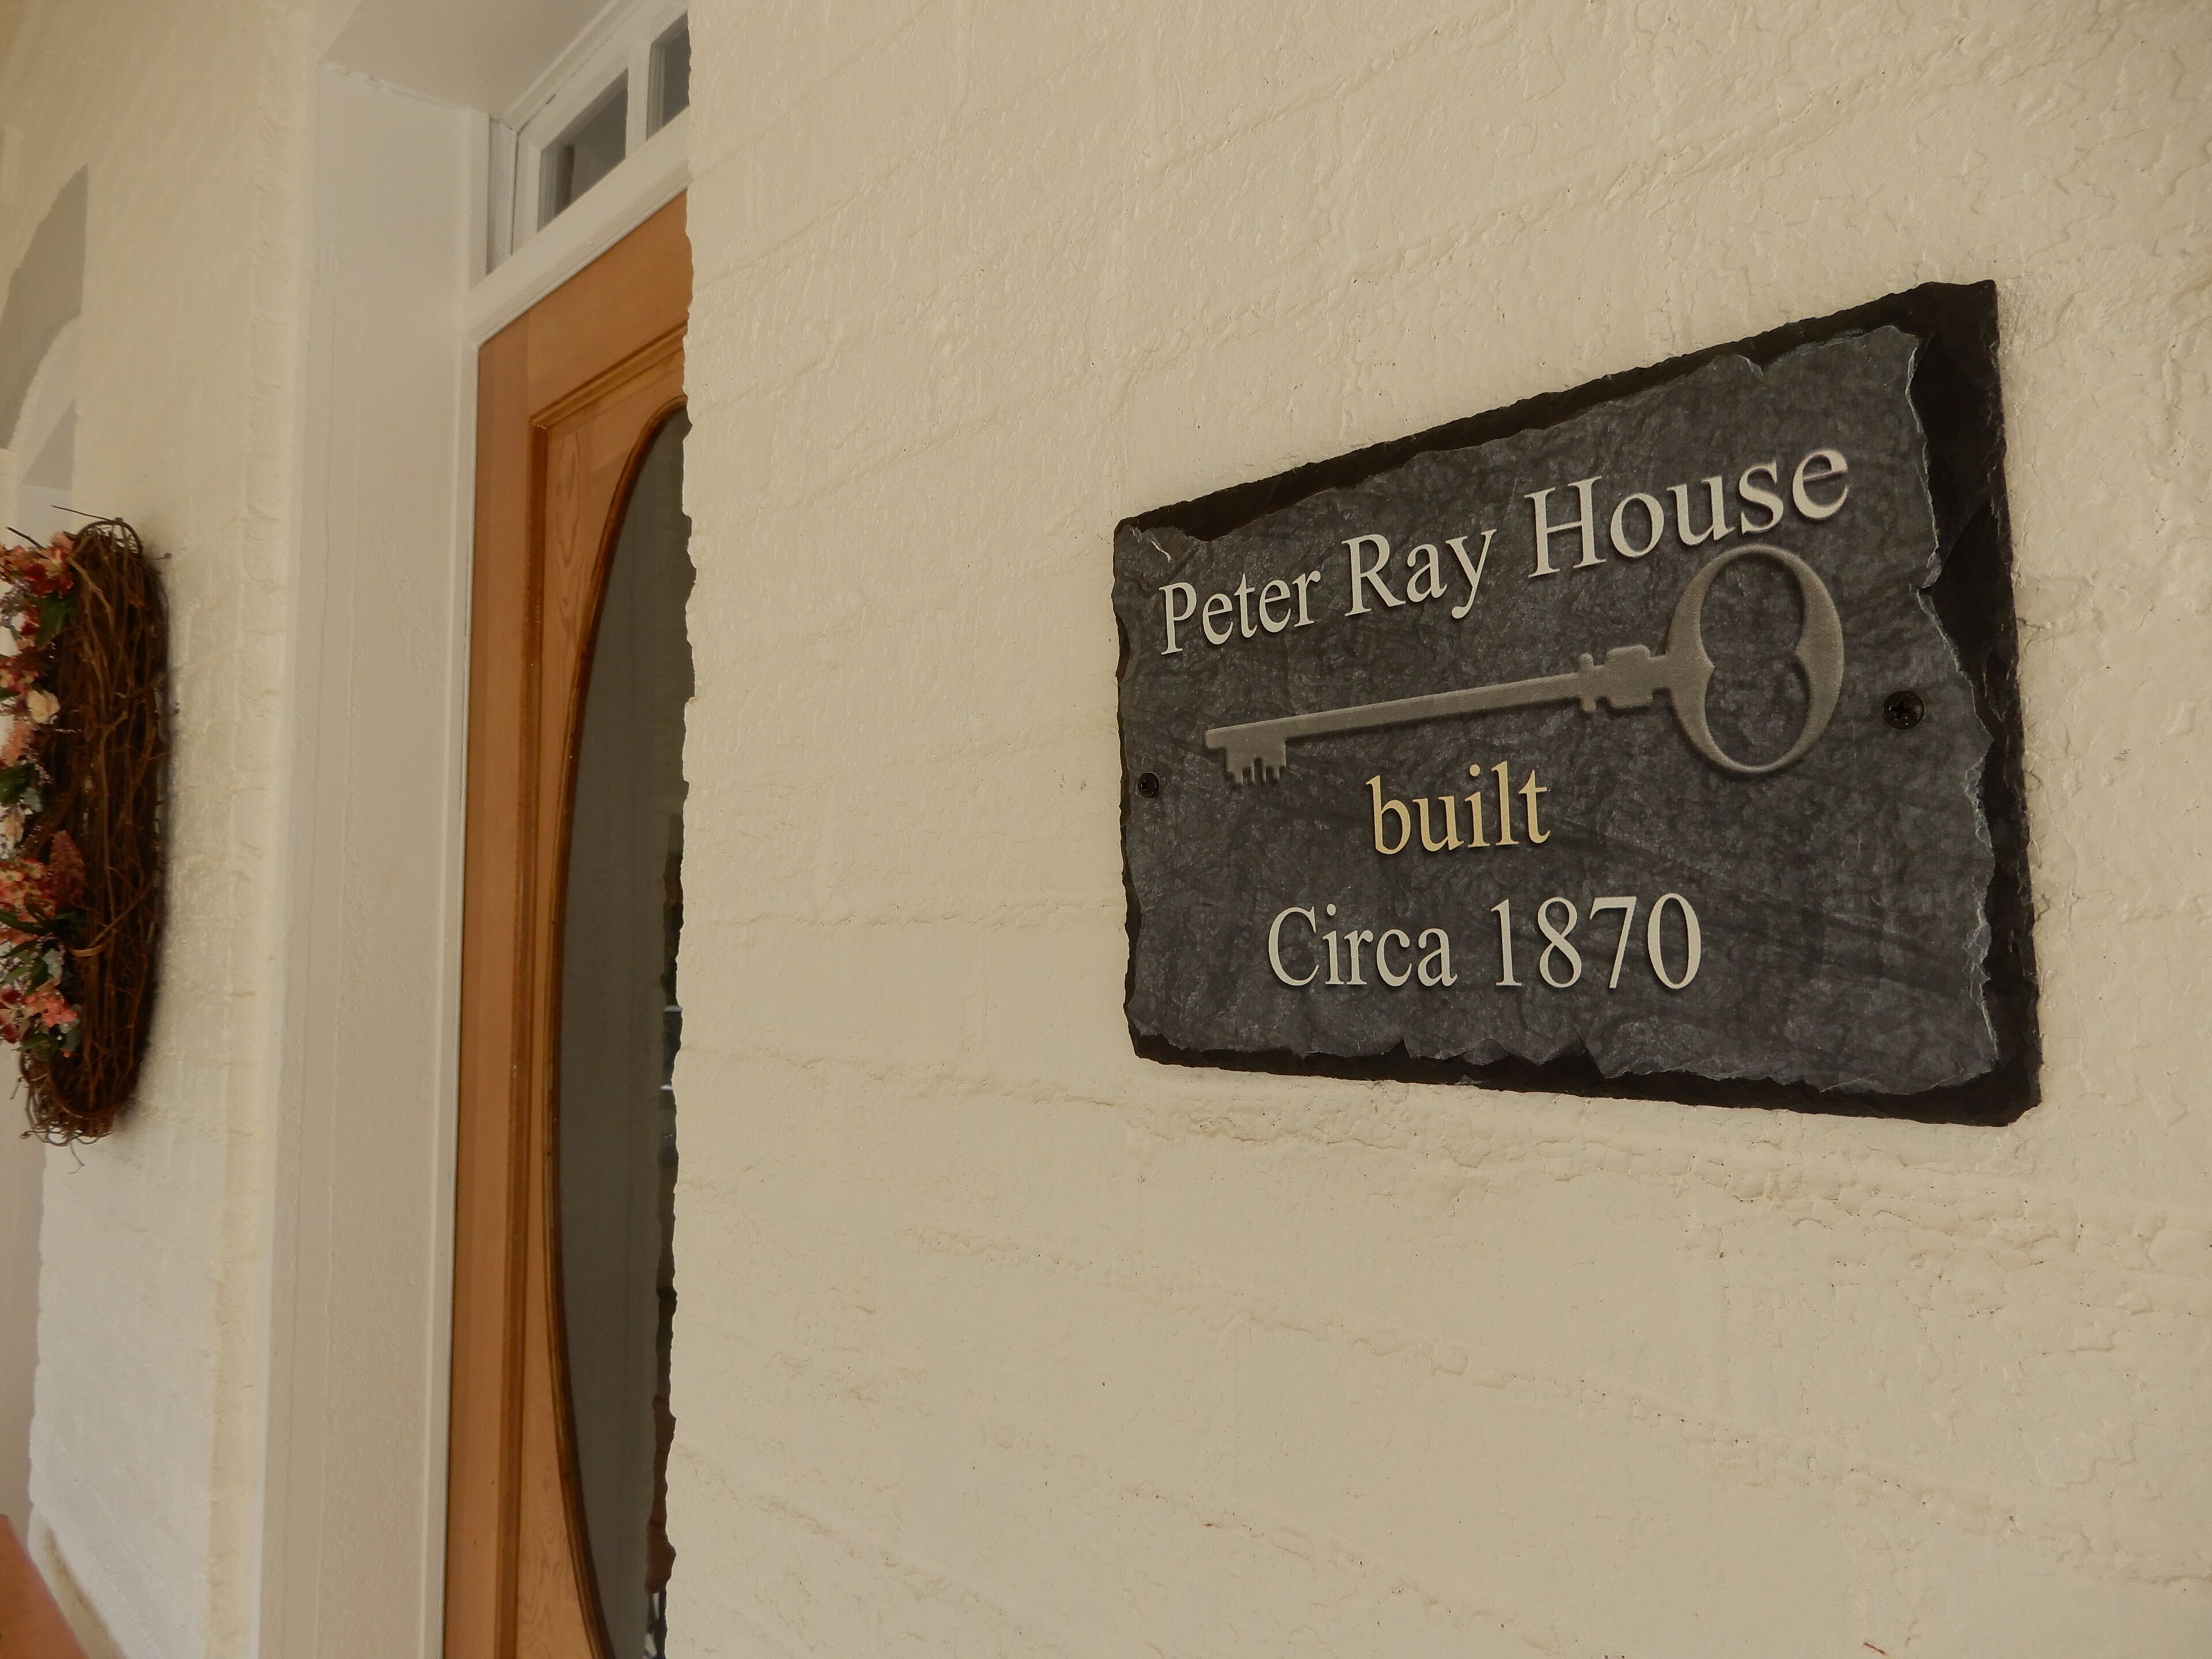 Peter Ray House
built
Circa 1870